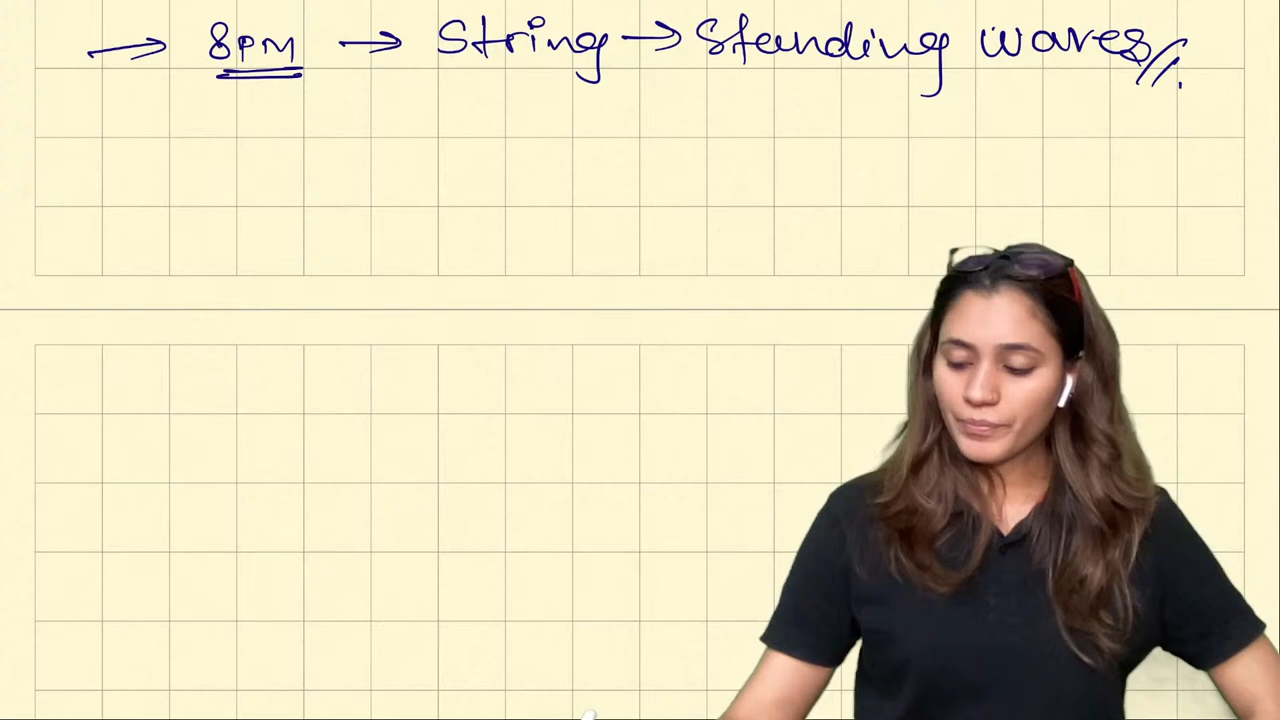 → 8PM → String → Standing waves//.